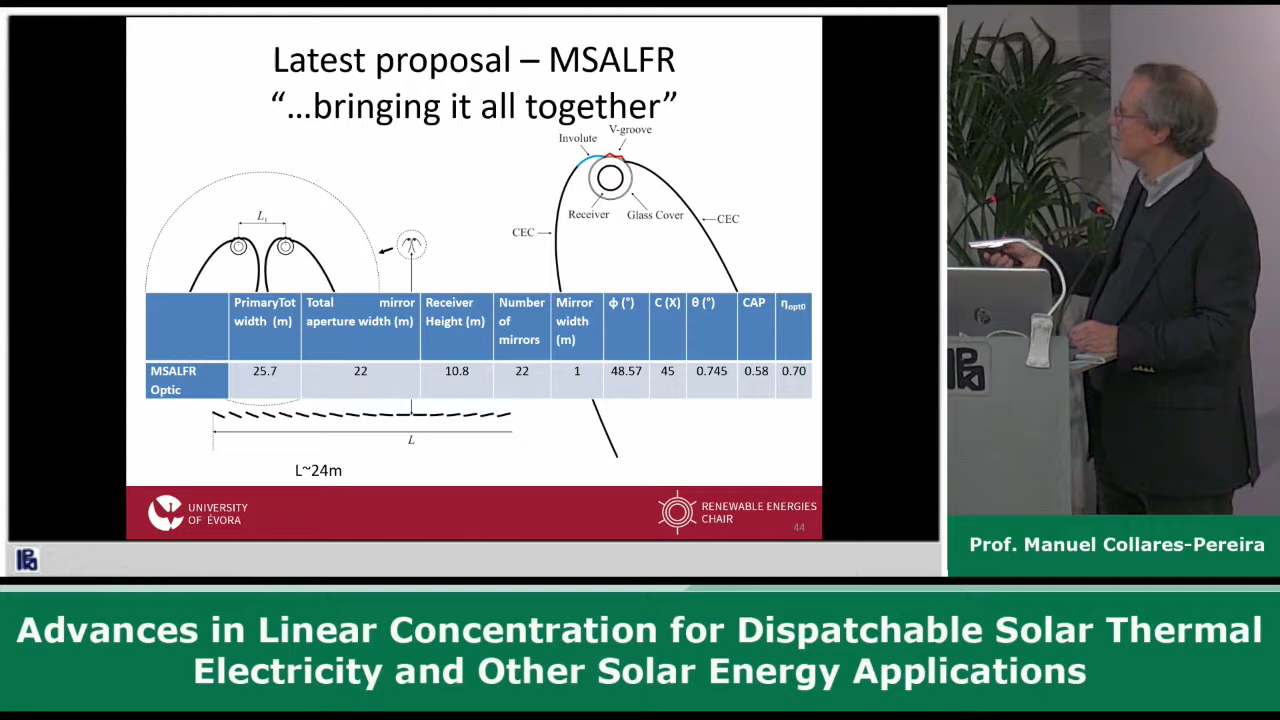 Latest proposal – MSALFR
“…bringing it all together”
V-groove
Involute
L₁
Receiver
Glass Cover
CEC
CEC
PrimaryTot width (m)
Total mirror aperture width (m)
Receiver Height (m)
Number of mirrors
Mirror width (m)
ϕ (°)
C (X)
θ (°)
CAP
ηopt0
MSALFR Optic
25.7
22
10.8
22
1
48.57
45
0.745
0.58
0.70
L
L~24m
UNIVERSITY
OF ÉVORA
RENEWABLE ENERGIES
CHAIR
44
Prof. Manuel Collares-Pereira
Advances in Linear Concentration for Dispatchable Solar Thermal
Electricity and Other Solar Energy Applications